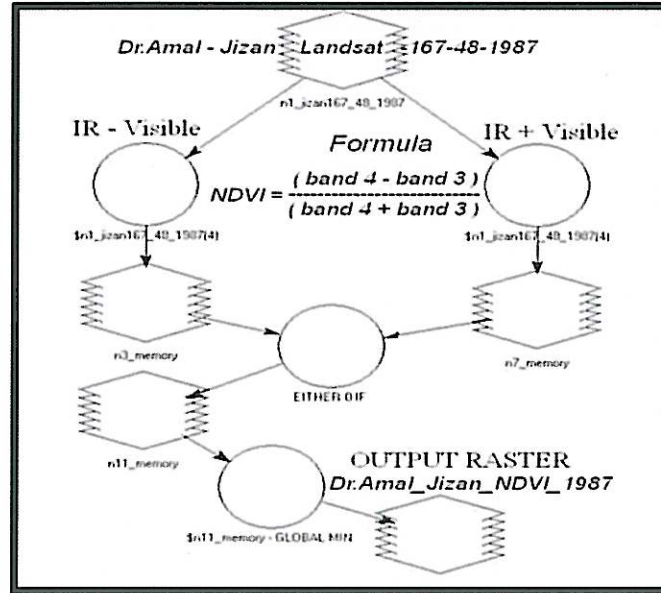 Dr.Amal - Jizan Landsat -167-48-1987
n1_jizan167_48_1987
IR - Visible
IR + Visible
Formula
NDVI = ( band 4 - band 3 )
( band 4 + band 3 )
$n1_jizan167_48_1987(4)
$n1_jizan167_48_1987(4)
n3_memory
n7_memory
EITHER 0 IF
n11_memory
OUTPUT RASTER
Dr.Amal_Jizan_NDVI_1987
$n11_memory - GLOBAL MIN